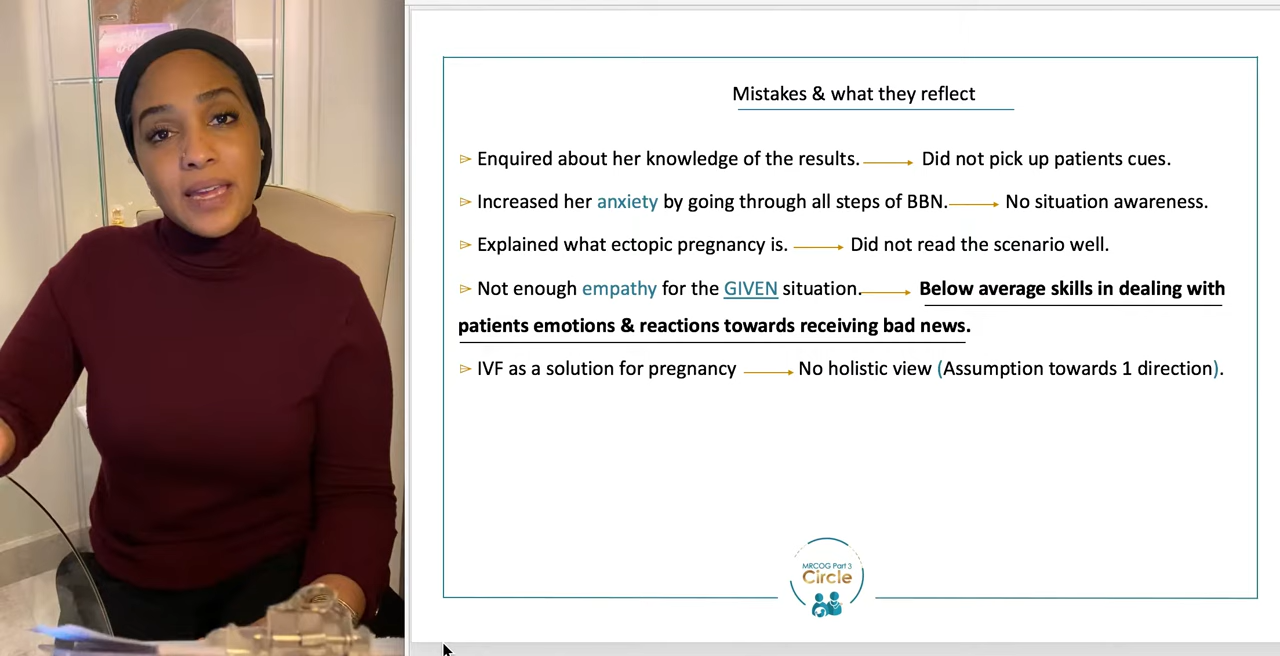 Mistakes & what they reflect
Enquired about her knowledge of the results. Did not pick up patients cues.
Increased her anxiety by going through all steps of BBN. No situation awareness.
Explained what ectopic pregnancy is. Did not read the scenario well.
Not enough empathy for the GIVEN situation. Below average skills in dealing with
patients emotions & reactions towards receiving bad news.
IVF as a solution for pregnancy No holistic view (Assumption towards 1 direction).
MRCOG Part 3
Circle